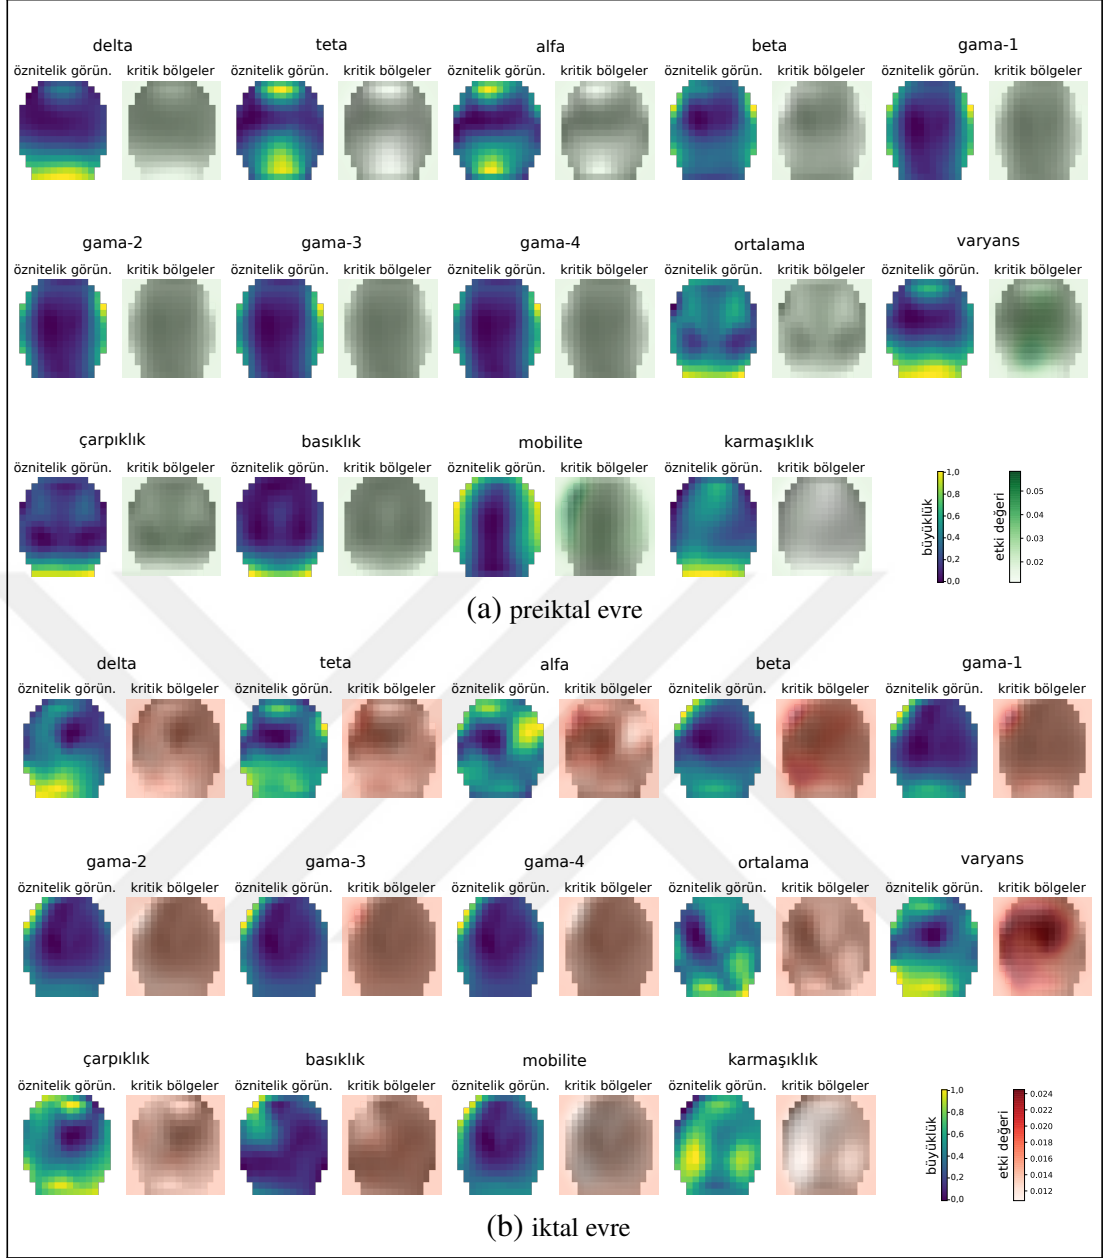 delta teta alfa beta gama-1
öznitelik görün. kritik bölgeler öznitelik görün. kritik bölgeler öznitelik görün. kritik bölgeler öznitelik görün. kritik bölgeler öznitelik görün. kritik bölgeler
gama-2 gama-3 gama-4 ortalama varyans
öznitelik görün. kritik bölgeler öznitelik görün. kritik bölgeler öznitelik görün. kritik bölgeler öznitelik görün. kritik bölgeler öznitelik görün. kritik bölgeler
çarpıklık basıklık mobilite karmaşıklık
öznitelik görün. kritik bölgeler öznitelik görün. kritik bölgeler öznitelik görün. kritik bölgeler öznitelik görün. kritik bölgeler
büyüklük
1,0
0,8
0,6
0,4
0,2
0,0
etki değeri
0.05
0.04
0.03
0.02
(a) preiktal evre
delta teta alfa beta gama-1
öznitelik görün. kritik bölgeler öznitelik görün. kritik bölgeler öznitelik görün. kritik bölgeler öznitelik görün. kritik bölgeler öznitelik görün. kritik bölgeler
gama-2 gama-3 gama-4 ortalama varyans
öznitelik görün. kritik bölgeler öznitelik görün. kritik bölgeler öznitelik görün. kritik bölgeler öznitelik görün. kritik bölgeler öznitelik görün. kritik bölgeler
çarpıklık basıklık mobilite karmaşıklık
öznitelik görün. kritik bölgeler öznitelik görün. kritik bölgeler öznitelik görün. kritik bölgeler öznitelik görün. kritik bölgeler
büyüklük
1,0
0,8
0,6
0,4
0,2
0,0
etki değeri
0.024
0.022
0.020
0.018
0.016
0.014
0.012
(b) iktal evre